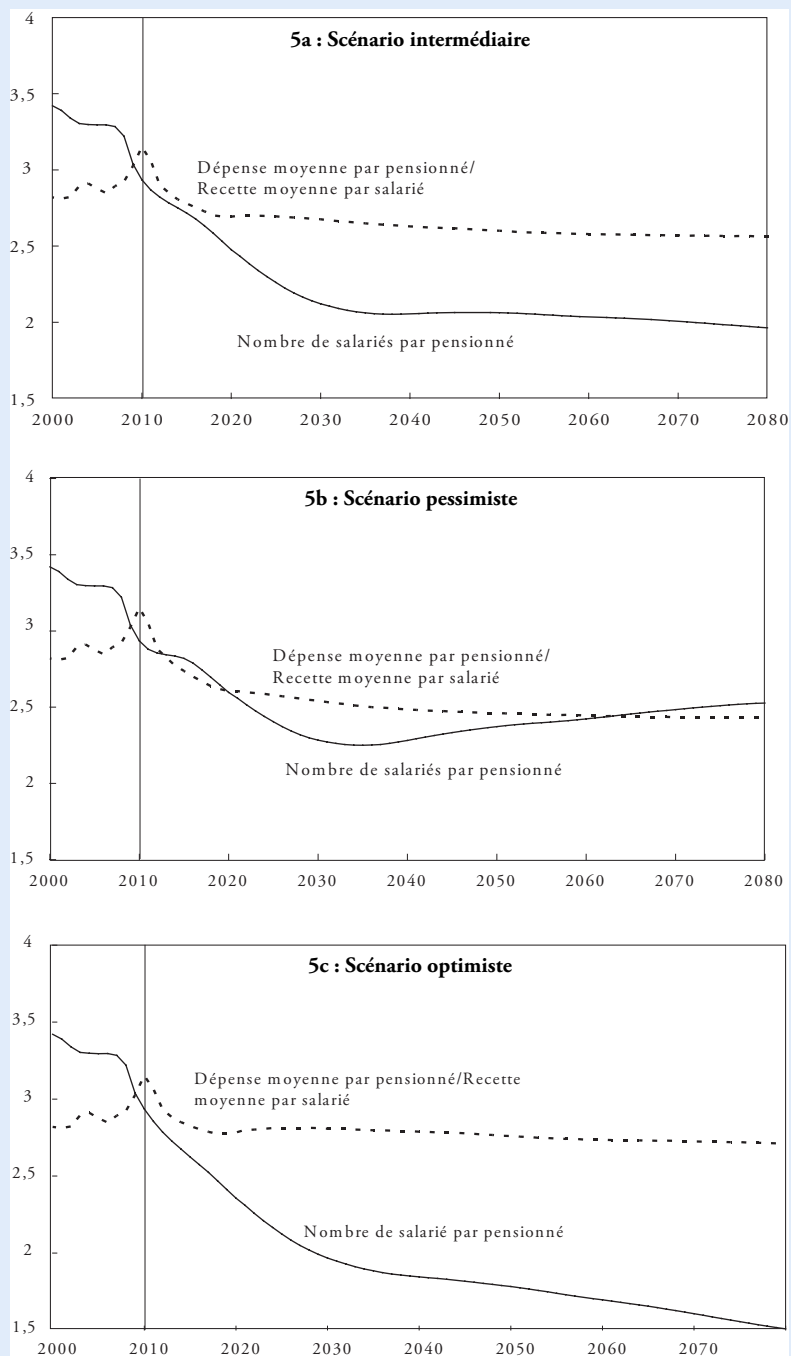 4
5a : Scénario intermédiaire
3,5
3
Dépense moyenne par pensionné/
Recette moyenne par salarié
2,5
2
Nombre de salariés par pensionné
1,5
2000 2010 2020 2030 2040 2050 2060 2070 2080
4
5b : Scénario pessimiste
3,5
3
Dépense moyenne par pensionné/
Recette moyenne par salarié
2,5
Nombre de salariés par pensionné
2
1,5
2000 2010 2020 2030 2040 2050 2060 2070 2080
4
5c : Scénario optimiste
3,5
Dépense moyenne par pensionné/Recette
moyenne par salarié
3
2,5
Nombre de salarié par pensionné
2
1,5
2000 2010 2020 2030 2040 2050 2060 2070